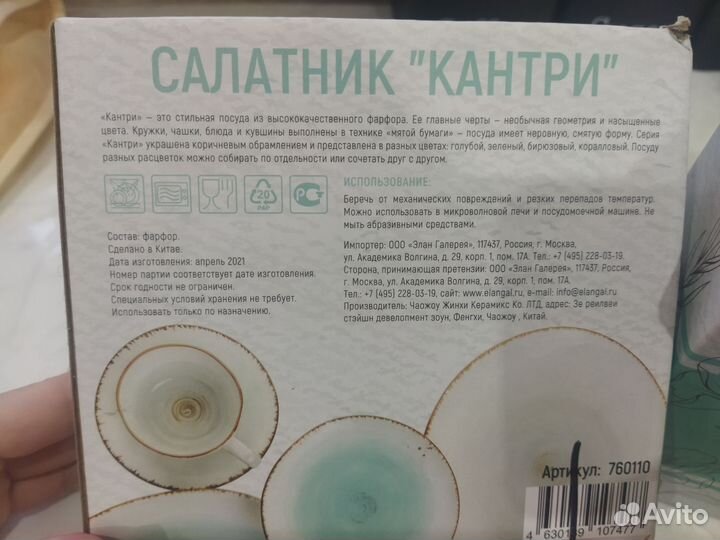 САЛАТНИК "КАНТРИ"
«Кантри» – это стильная посуда из высококачественного фарфора. Ее главные черты – необычная геометрия и насыщенные
цвета. Кружки, чашки, блюда и кувшины выполнены в технике «мятой бумаги» – посуда имеет неровную, смятую форму. Серия
«Кантри» украшена коричневым обрамлением и представлена в разных цветах: голубой, зеленый, бирюзовый, коралловый. Посуду
разных расцветок можно собирать по отдельности или сочетать друг с другом.
20
PAP
ИСПОЛЬЗОВАНИЕ:
Беречь от механических повреждений и резких перепадов температур.
Можно использовать в микроволновой печи и посудомоечной машине. Не
мыть абразивными средствами.
Состав: фарфор.
Сделано в Китае.
Дата изготовления: апрель 2021
Номер партии соответствует дате изготовления.
Срок годности не ограничен.
Специальных условий хранения не требует.
Использовать только по назначению.
Импортер: ООО «Элан Галерея», 117437, Россия, г. Москва,
ул. Академика Волгина, д. 29, корп. 1, пом. 17А. Тел.: +7 (495) 228-03-19.
Сторона, принимающая претензии: ООО «Элан Галерея», 117437, Россия,
г. Москва, ул. Академика Волгина, д. 29, корп. 1, пом. 17А.
Тел.: +7 (495) 228-03-19, сайт: www.elangal.ru, e-mail: info@elangal.ru
Производитель: Чаожоу Жинхи Керамикс Ко. ЛТД, адрес: Зе реилвеи
стэйшн девелопмент зоун, Фенгхи, Чаожоу , Китай.
Артикул: 760110
4 630139 107477
Avito